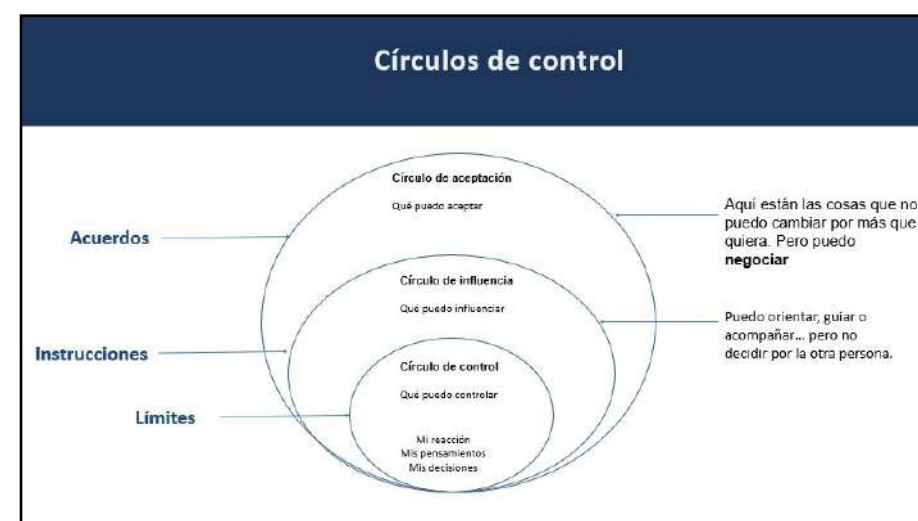 Círculos de control
Círculo de aceptación
Qué puedo aceptar
Acuerdos
Aquí están las cosas que no
puedo cambiar por más que
quiera. Pero puedo
negociar
Círculo de influencia
Qué puedo influenciar
Puedo orientar, guiar o
acompañar... pero no
decidir por la otra persona.
Instrucciones
Círculo de control
Qué puedo controlar
Límites
Mi reacción
Mis pensamientos
Mis decisiones